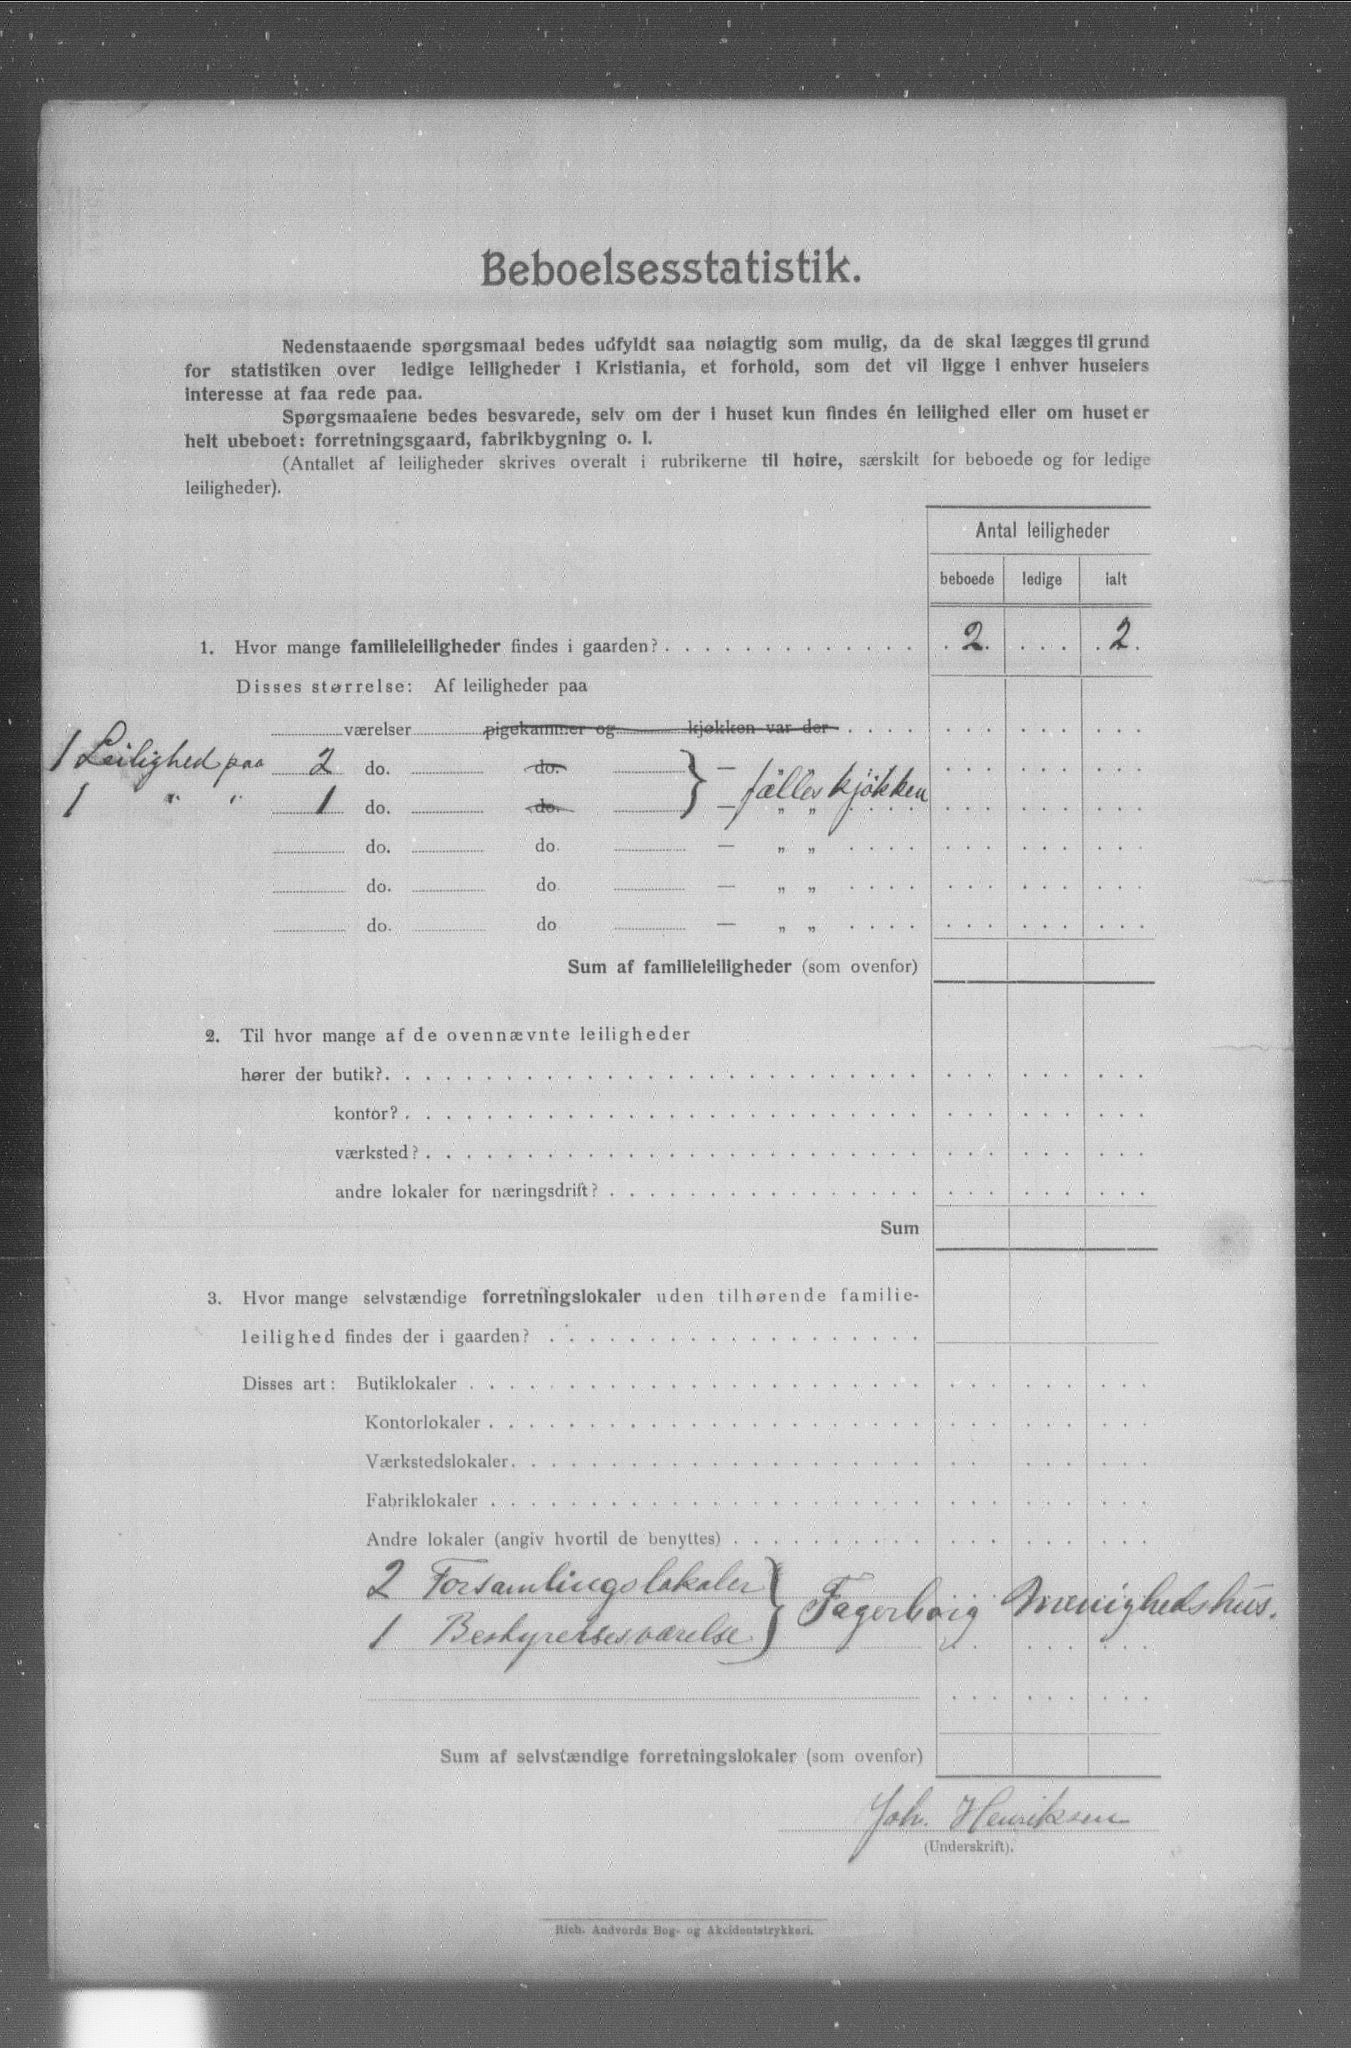 Beboelsesstatistik.
Nedenstaaende spørgsmaal bedes udfyldt saa nøiagtig som mulig, da de skal lægges til grund
for statistiken over ledige leiligheder i Kristiania, et forhold, som det vil ligge i enhver huseiers
interesse at faa rede paa.
Spørgsmaalene bedes besvarede, selv om der i huset kun findes én leilighed eller om huset er
helt ubeboet: forretningsgaard, fabrikbygning o. l.
(Antallet af leiligheder skrives overalt i rubrikerne til høire, særskilt for beboede og for ledige
leiligheder).
Antal leiligheder
beboede ledige ialt
1. Hvor mange familieleiligheder findes i gaarden? 2 2
Disses størrelse: Af leiligheder paa
værelser pigekammer og kjøkken var der
1 Leilighed paa 2 do. do. } — fælles kjøkken
1 " " 1 do. do. — „ „
do. do. — „ „
do. do — „ „
do. do — „ „
Sum af familieleiligheder (som ovenfor)
2. Til hvor mange af de ovennævnte leiligheder
hører der butik?
kontor?
værksted?
andre lokaler for næringsdrift?
Sum
3. Hvor mange selvstændige forretningslokaler uden tilhørende familie-
leilighed findes der i gaarden?
Disses art: Butiklokaler
Kontorlokaler
Værkstedslokaler
Fabriklokaler
Andre lokaler (angiv hvortil de benyttes)
2 Forsamlingslokaler } Fagerborg Menighedshus.
1 Bestyrelsesværelse
Sum af selvstændige forretningslokaler (som ovenfor)
Joh. Henriksen
(Underskrift).
Rich. Andvords Bog- og Akcidentstrykkeri.